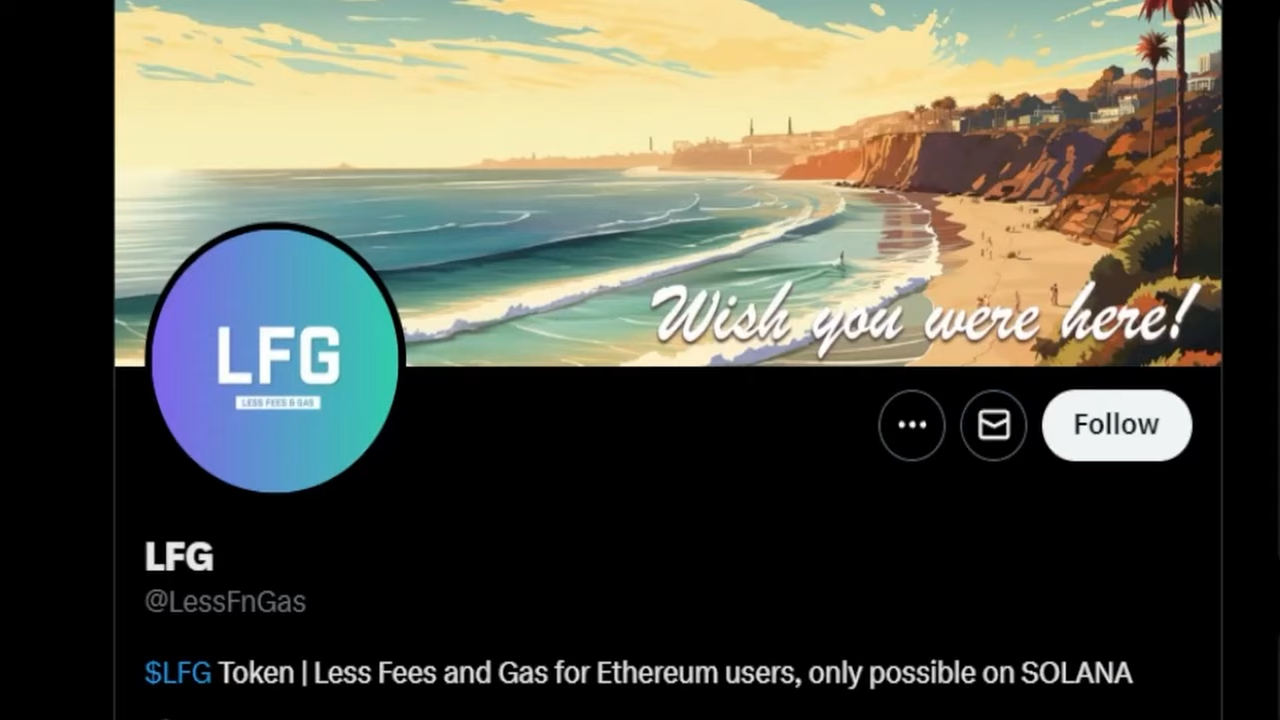 Wish you were here!
LFG
LESS FEES & GAS
Follow
LFG
@LessFnGas
$LFG Token | Less Fees and Gas for Ethereum users, only possible on SOLANA